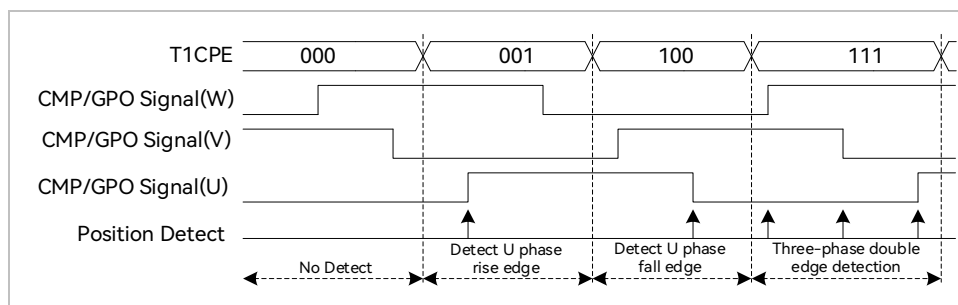 T1CPE 000 001 100 111
CMP/GPO Signal(W)
CMP/GPO Signal(V)
CMP/GPO Signal(U)
Position Detect
No Detect
Detect U phase
rise edge
Detect U phase
fall edge
Three-phase double
edge detection